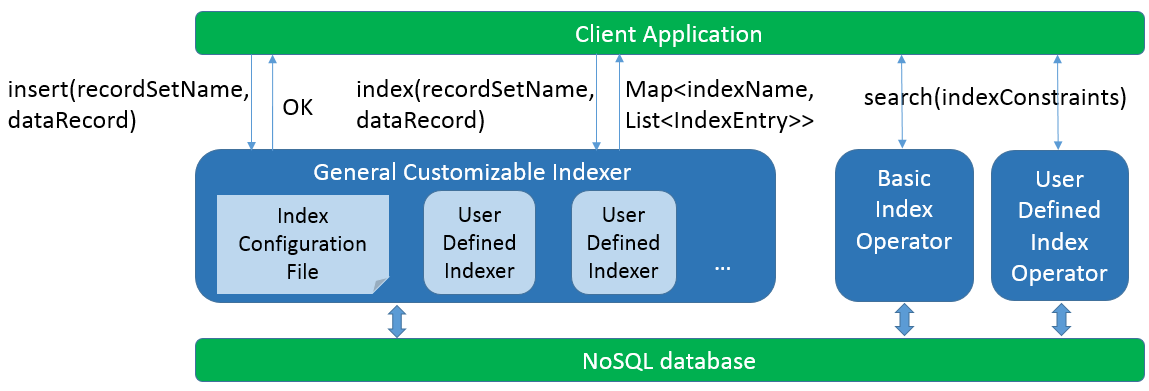 Client Application
insert(recordSetName,
dataRecord)
OK
index(recordSetName,
dataRecord)
Map<indexName,
List<IndexEntry>>
search(indexConstraints)
General Customizable Indexer
Index
Configuration
File
User
Defined
Indexer
User
Defined
Indexer
...
Basic
Index
Operator
User
Defined
Index
Operator
NoSQL database